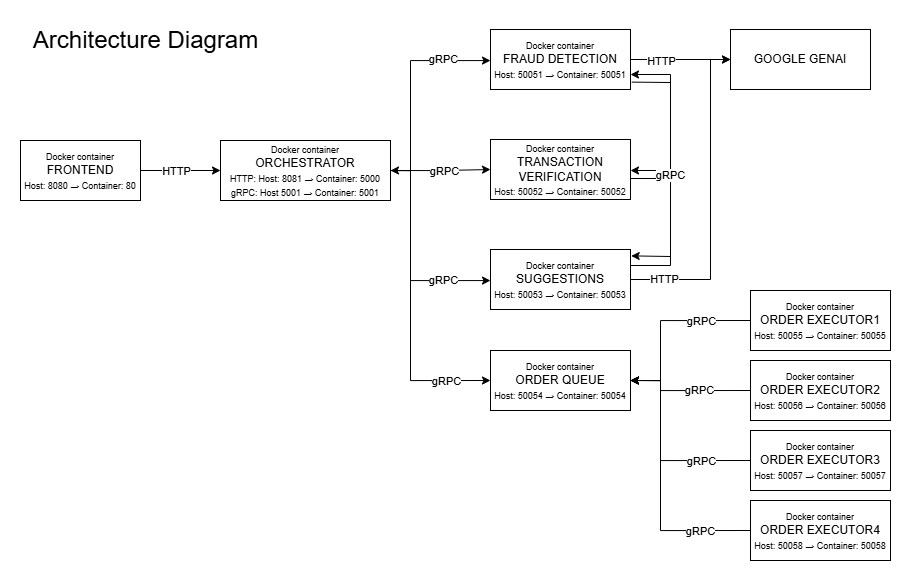 Architecture Diagram
Docker container
FRONTEND
Host: 8080 → Container: 80
HTTP
Docker container
ORCHESTRATOR
HTTP: Host: 8081 → Container: 5000
gRPC: Host 5001 → Container: 5001
gRPC
Docker container
FRAUD DETECTION
Host: 50051 → Container: 50051
HTTP
GOOGLE GENAI
gRPC
Docker container
TRANSACTION
VERIFICATION
Host: 50052 → Container: 50052
gRPC
gRPC
Docker container
SUGGESTIONS
Host: 50053 → Container: 50053
HTTP
gRPC
Docker container
ORDER QUEUE
Host: 50054 → Container: 50054
gRPC
Docker container
ORDER EXECUTOR1
Host: 50055 → Container: 50055
gRPC
Docker container
ORDER EXECUTOR2
Host: 50056 → Container: 50056
gRPC
Docker container
ORDER EXECUTOR3
Host: 50057 → Container: 50057
gRPC
Docker container
ORDER EXECUTOR4
Host: 50058 → Container: 50058